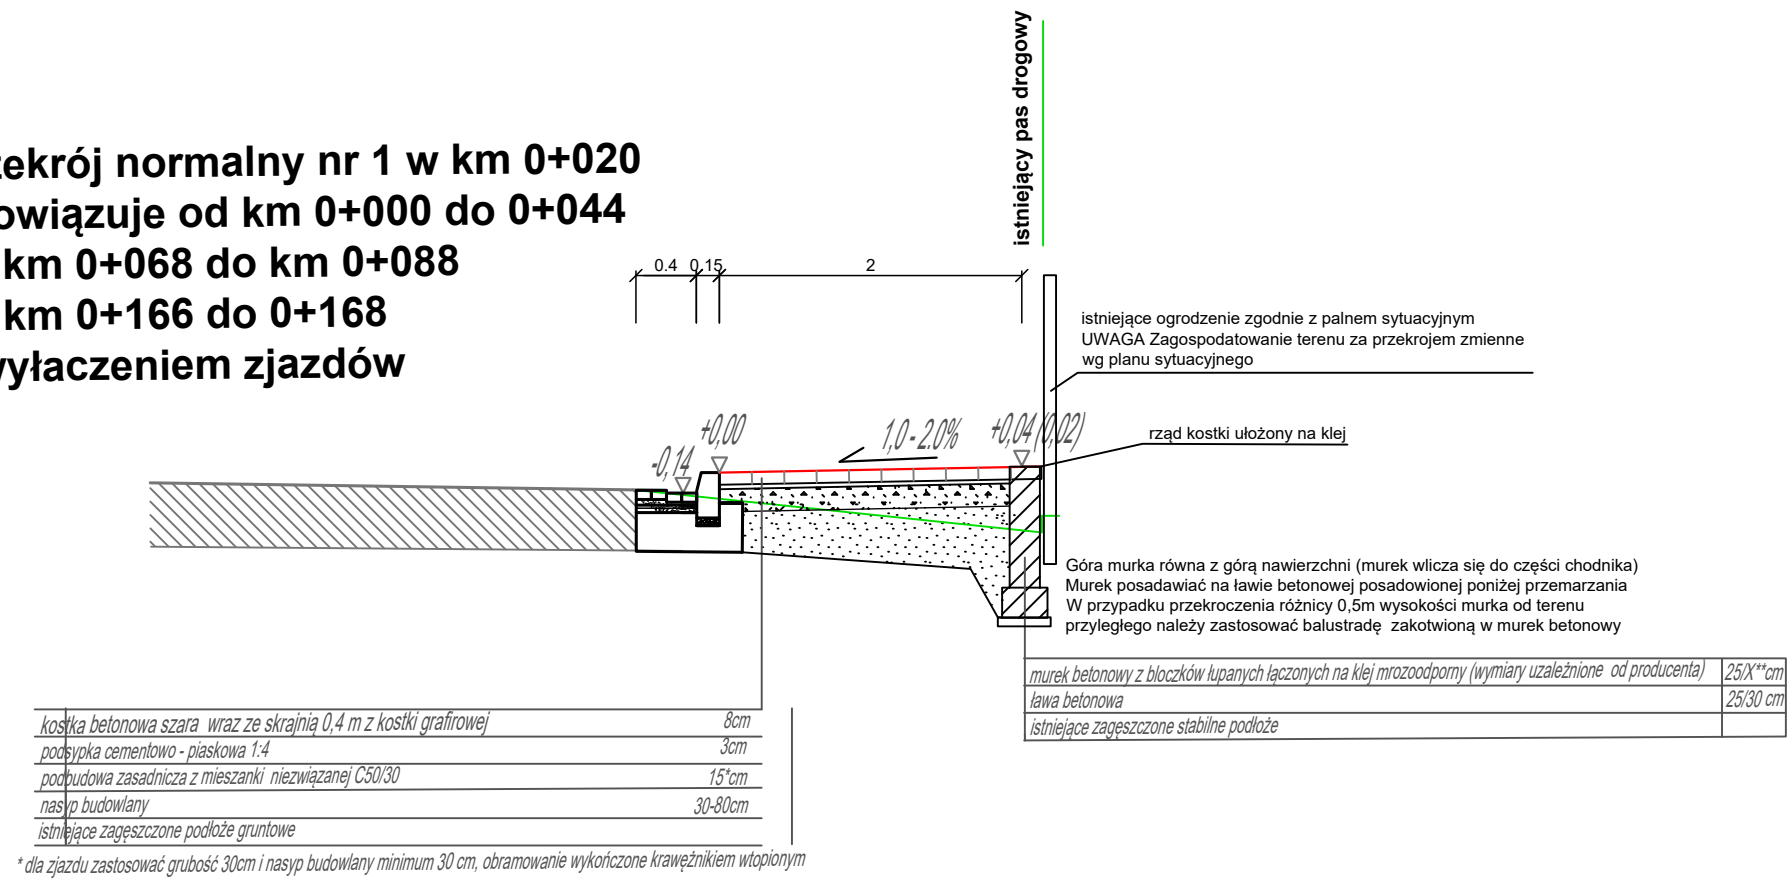 istniejący pas drogowy
zekrój normalny nr 1 w km 0+020
owiązuje od km 0+000 do 0+044
km 0+068 do km 0+088
km 0+166 do 0+168
wyłaczeniem zjazdów
0.4 0.15 2
istniejące ogrodzenie zgodnie z palnem sytuacyjnym
UWAGA Zagospodatowanie terenu za przekrojem zmienne
wg planu sytuacyjnego
-0,14 +0,00 1,0 - 2.0% +0,04 (0,02)
rząd kostki ułożony na klej
Góra murka równa z górą nawierzchni (murek wlicza się do części chodnika)
Murek posadawiać na ławie betonowej posadowionej poniżej przemarzania
W przypadku przekroczenia różnicy 0,5m wysokości murka od terenu
przyległego należy zastosować balustradę zakotwioną w murek betonowy
murek betonowy z bloczków łupanych łączonych na klej mrozoodporny (wymiary uzależnione od producenta) 25/X**cm
ława betonowa 25/30 cm
istniejące zagęszczone stabilne podłoże
kostka betonowa szara wraz ze skrajnią 0,4 m z kostki grafirowej 8cm
podsypka cementowo - piaskowa 1:4 3cm
podbudowa zasadnicza z mieszanki niezwiązanej C50/30 15*cm
nasyp budowlany 30-80cm
istniejące zagęszczone podłoże gruntowe
* dla zjazdu zastosować grubość 30cm i nasyp budowlany minimum 30 cm, obramowanie wykończone krawężnikiem wtopionym